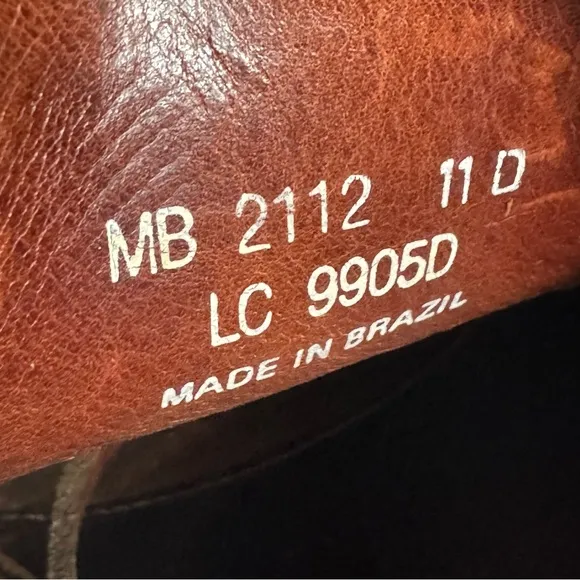 MB 2112 11 D
LC 9905D
MADE IN BRAZIL